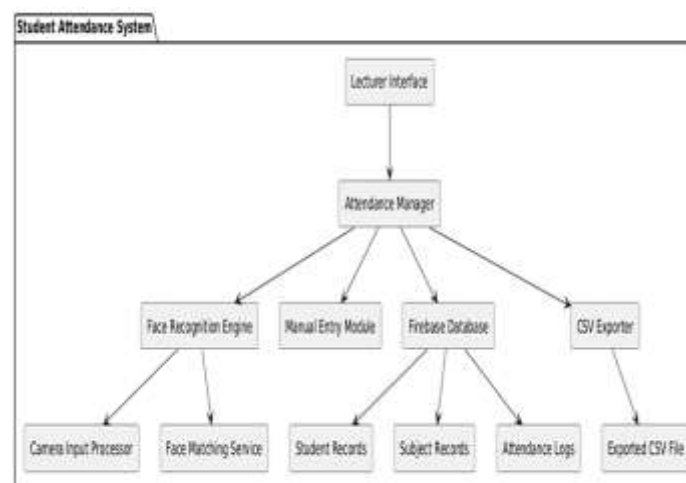 Student Attendance System
Lecturer Interface
Attendance Manager
Face Recognition Engine
Manual Entry Module
Firebase Database
CSV Exporter
Camera Input Processor
Face Matching Service
Student Records
Subject Records
Attendance Logs
Exported CSV File